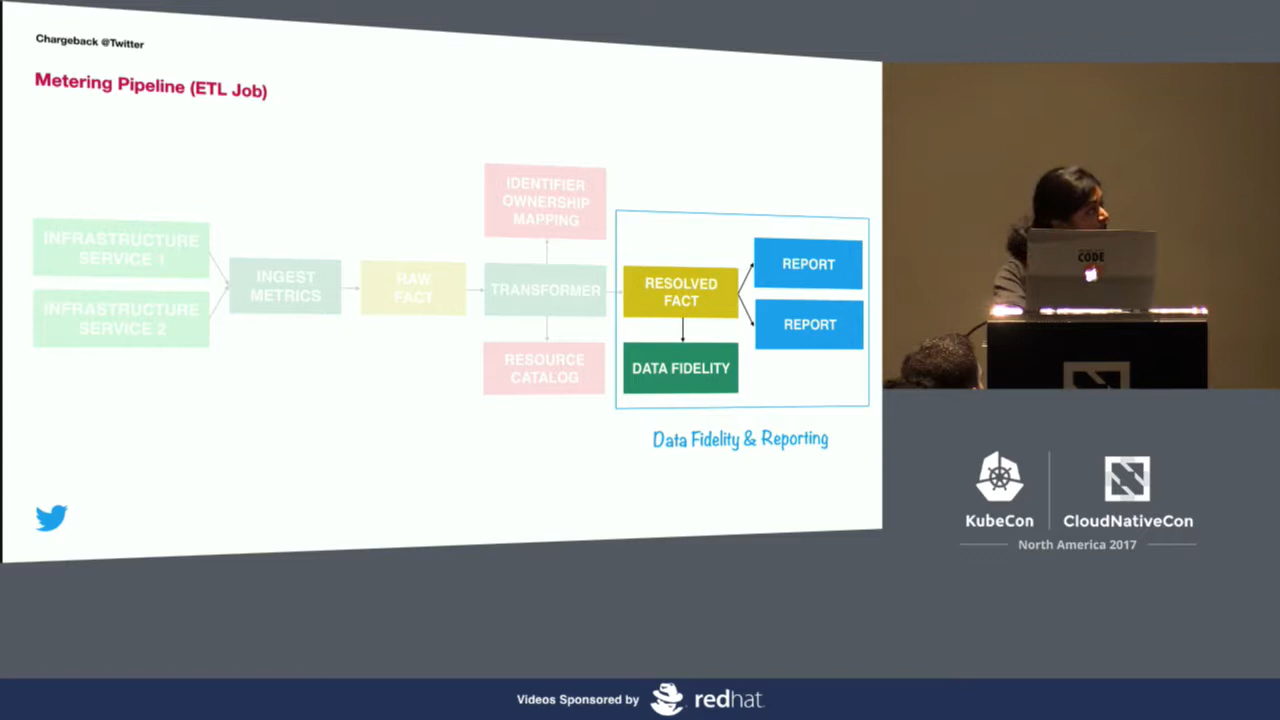 Chargeback @Twitter
Metering Pipeline (ETL Job)
IDENTIFIER
OWNERSHIP
MAPPING
INFRASTRUCTURE
SERVICE 1
INFRASTRUCTURE
SERVICE 2
INGEST
METRICS
RAW
FACT
TRANSFORMER
RESOURCE
CATALOG
RESOLVED
FACT
DATA FIDELITY
REPORT
REPORT
Data Fidelity & Reporting
CODE
KubeCon
CloudNativeCon
North America 2017
Videos Sponsored by
redhat.